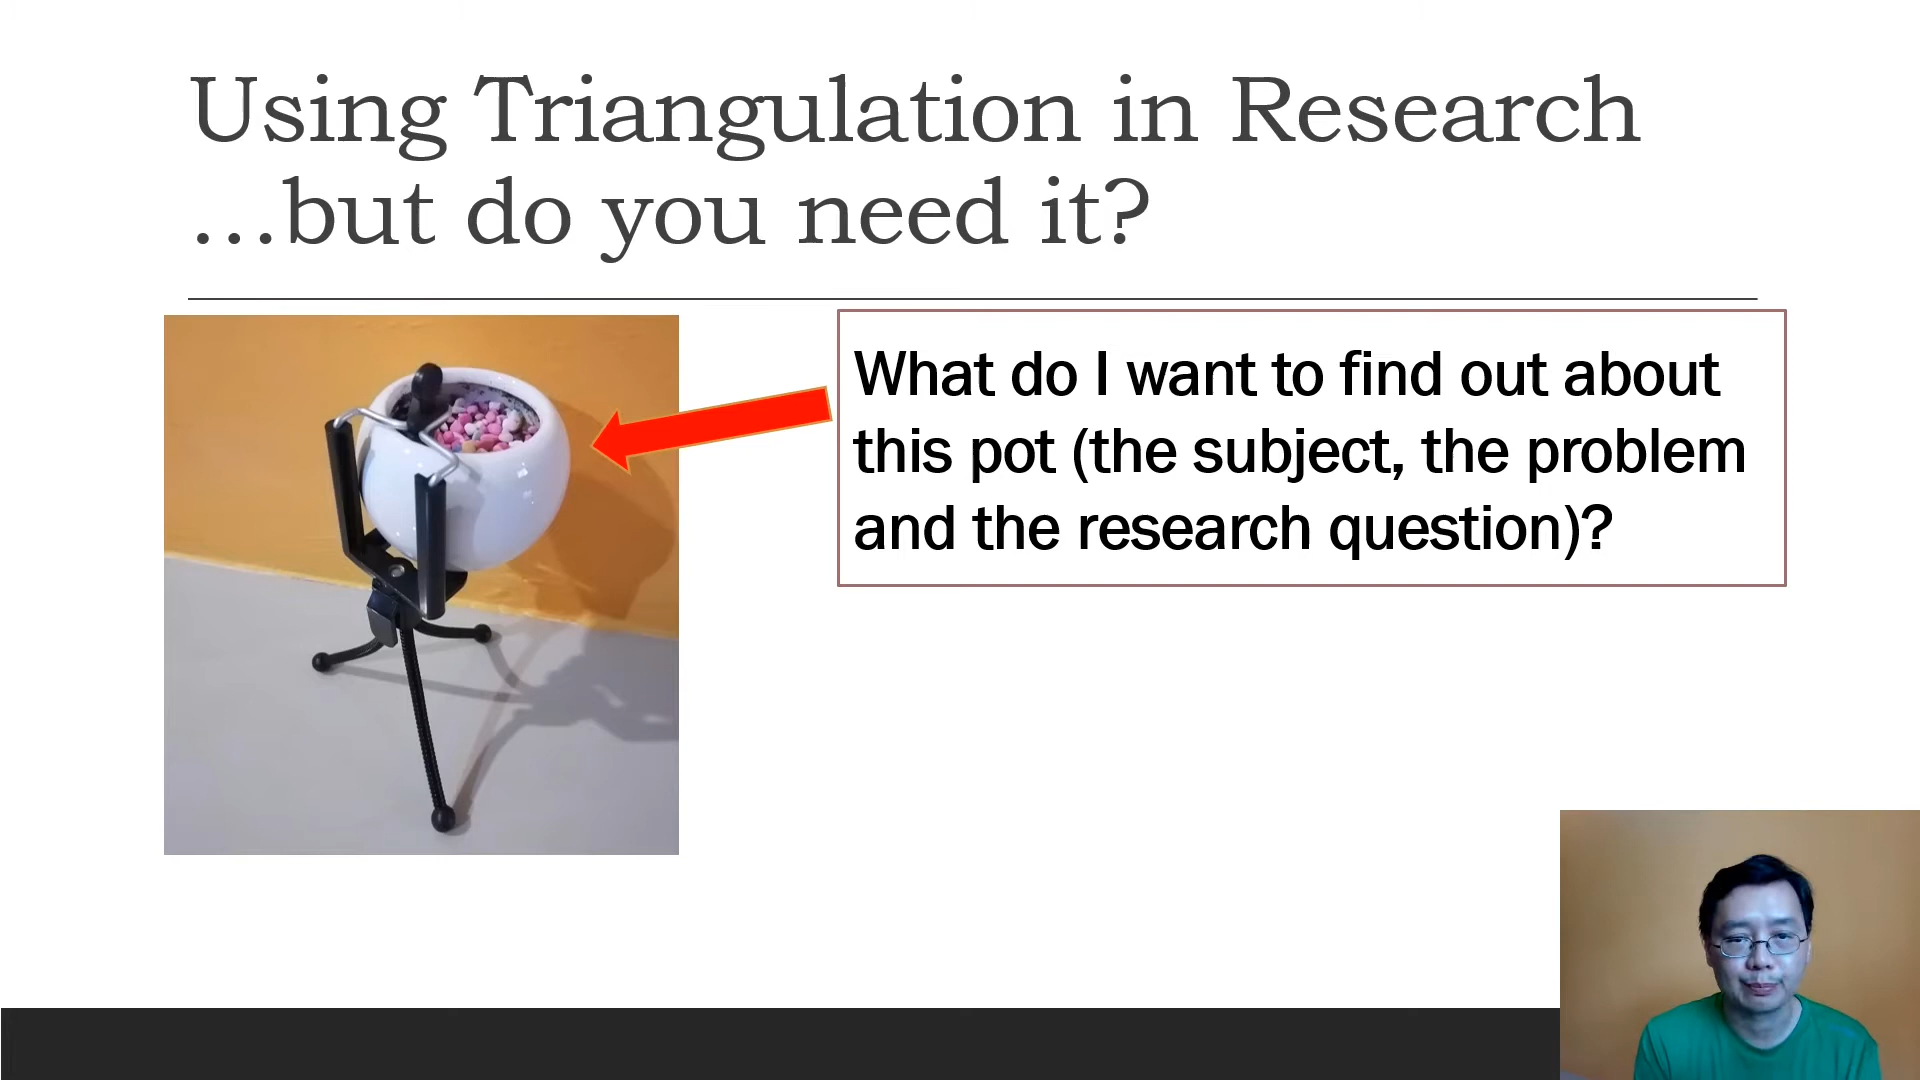 Using Triangulation in Research
...but do you need it?
What do I want to find out about
this pot (the subject, the problem
and the research question)?